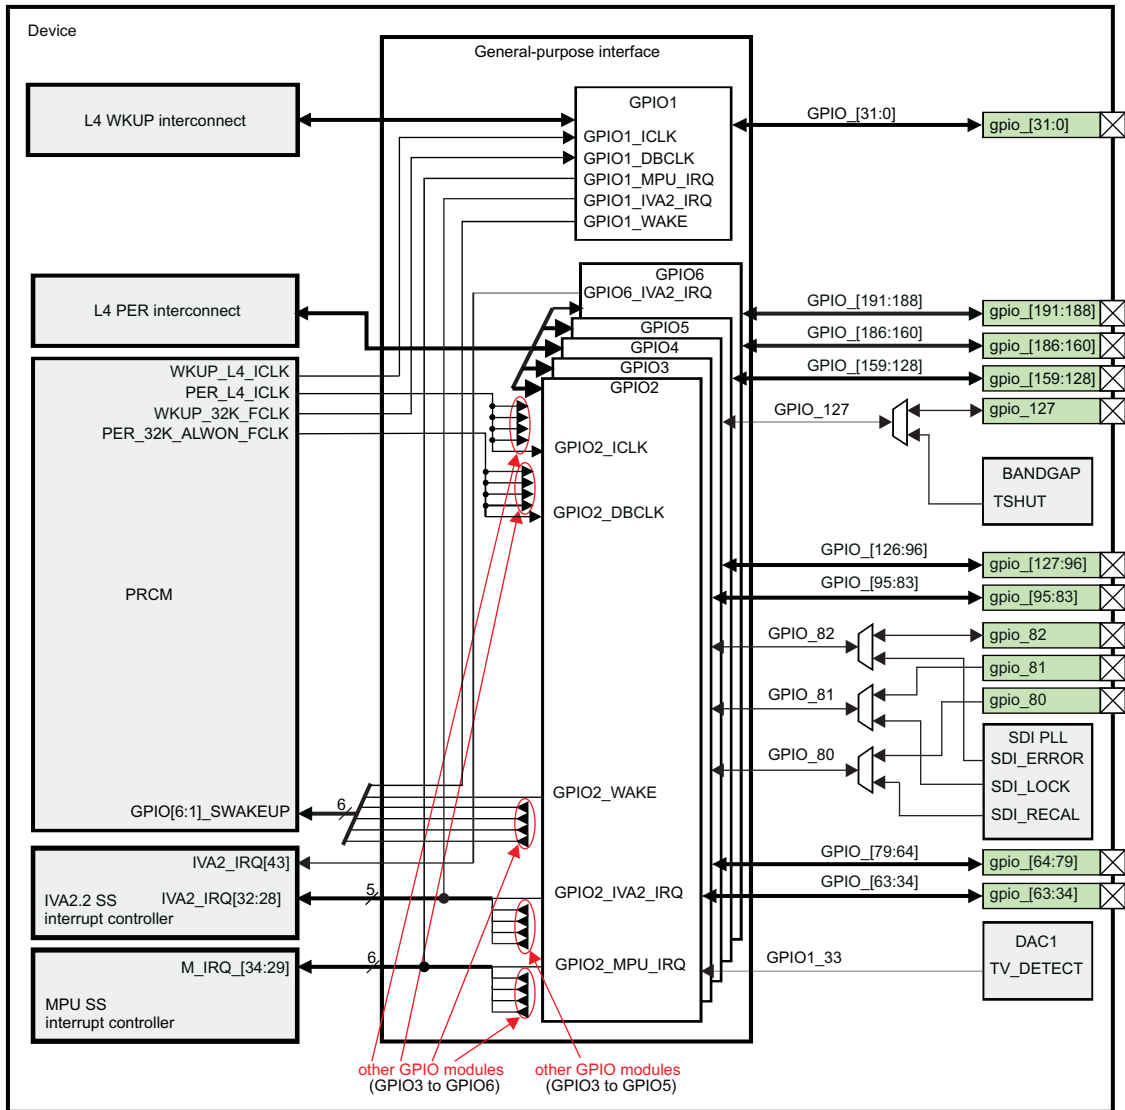 Device
General-purpose interface
L4 WKUP interconnect
GPIO1
GPIO1_ICLK
GPIO1_DBCLK
GPIO1_MPU_IRQ
GPIO1_IVA2_IRQ
GPIO1_WAKE
GPIO_[31:0]
gpio_[31:0]
L4 PER interconnect
GPIO6
GPIO6_IVA2_IRQ
GPIO5
GPIO4
GPIO3
GPIO2
GPIO_[191:188]
gpio_[191:188]
GPIO_[186:160]
gpio_[186:160]
GPIO_[159:128]
gpio_[159:128]
GPIO_127
gpio_127
WKUP_L4_ICLK
PER_L4_ICLK
WKUP_32K_FCLK
PER_32K_ALWON_FCLK
GPIO2_ICLK
GPIO2_DBCLK
BANDGAP
TSHUT
PRCM
GPIO_[126:96]
gpio_[127:96]
GPIO_[95:83]
gpio_[95:83]
GPIO_82
gpio_82
gpio_81
GPIO_81
gpio_80
GPIO_80
SDI PLL
SDI_ERROR
SDI_LOCK
SDI_RECAL
GPIO[6:1]_SWAKEUP
6
GPIO2_WAKE
IVA2_IRQ[43]
IVA2.2 SS
interrupt controller
IVA2_IRQ[32:28]
5
GPIO2_IVA2_IRQ
GPIO_[79:64]
gpio_[64:79]
GPIO_[63:34]
gpio_[63:34]
M_IRQ_[34:29]
6
MPU SS
interrupt controller
GPIO2_MPU_IRQ
GPIO1_33
DAC1
TV_DETECT
other GPIO modules
(GPIO3 to GPIO6)
other GPIO modules
(GPIO3 to GPIO5)